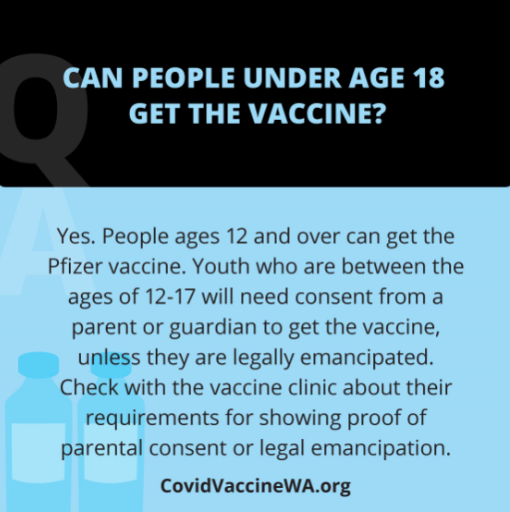 QA
CAN PEOPLE UNDER AGE 18
GET THE VACCINE?
Yes. People ages 12 and over can get the
Pfizer vaccine. Youth who are between the
ages of 12-17 will need consent from a
parent or guardian to get the vaccine,
unless they are legally emancipated.
Check with the vaccine clinic about their
requirements for showing proof of
parental consent or legal emancipation.
CovidVaccineWA.org